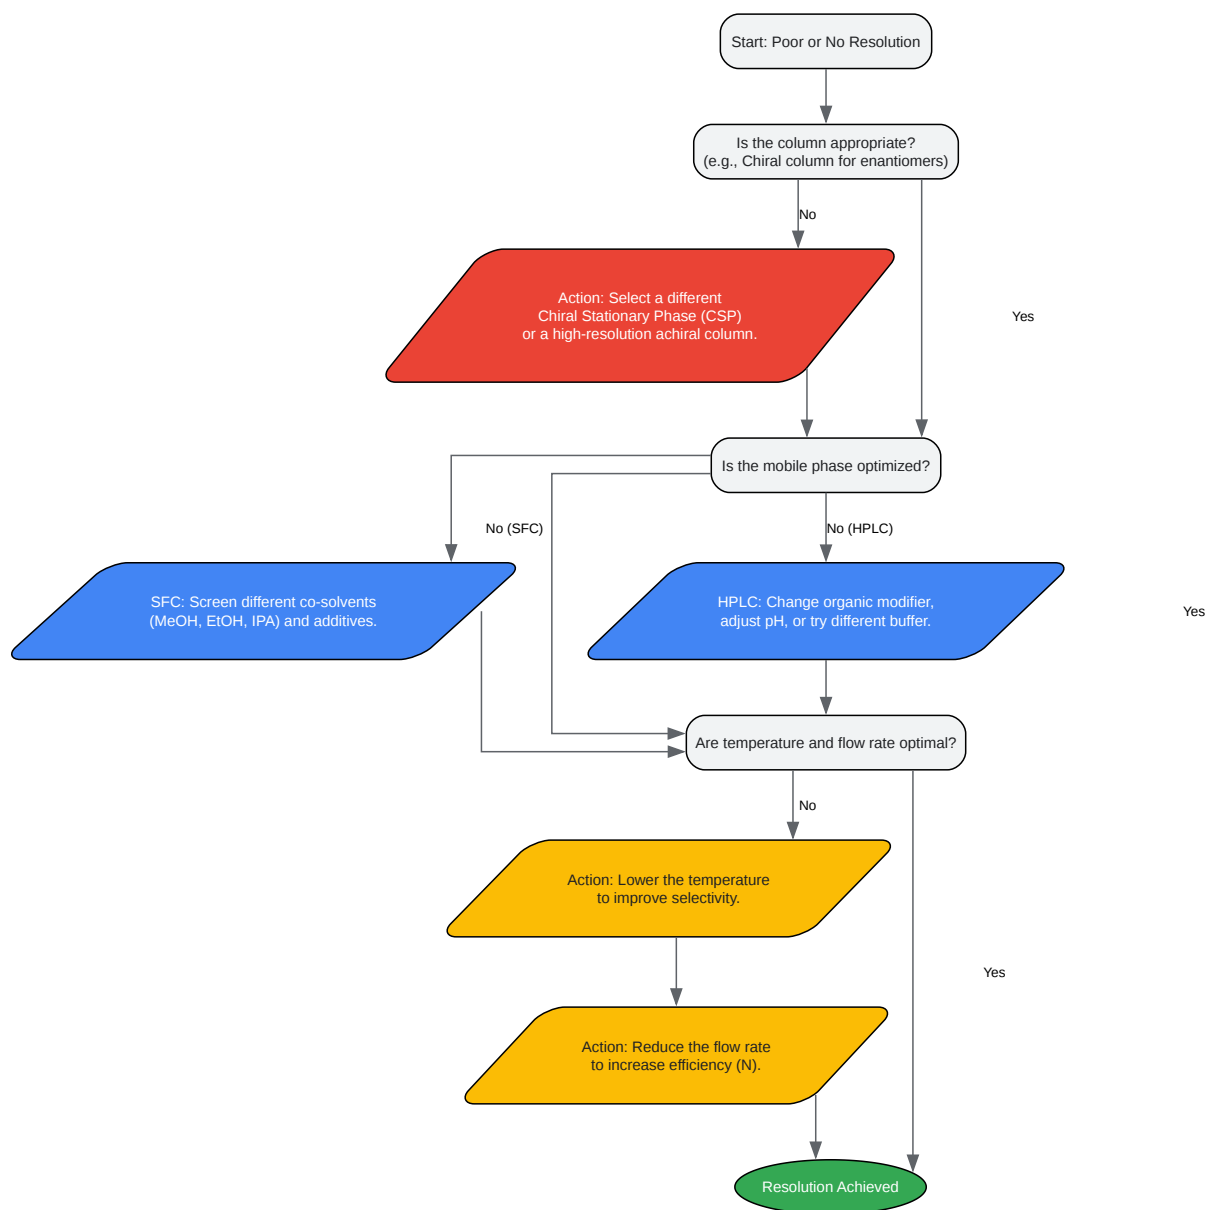 Start: Poor or No Resolution
Is the column appropriate?
(e.g., Chiral column for enantiomers)
No
Action: Select a different
Chiral Stationary Phase (CSP)
or a high-resolution achiral column.
Yes
Is the mobile phase optimized?
No (SFC)
No (HPLC)
SFC: Screen different co-solvents
(MeOH, EtOH, IPA) and additives.
HPLC: Change organic modifier,
adjust pH, or try different buffer.
Yes
Are temperature and flow rate optimal?
No
Action: Lower the temperature
to improve selectivity.
Yes
Action: Reduce the flow rate
to increase efficiency (N).
Resolution Achieved